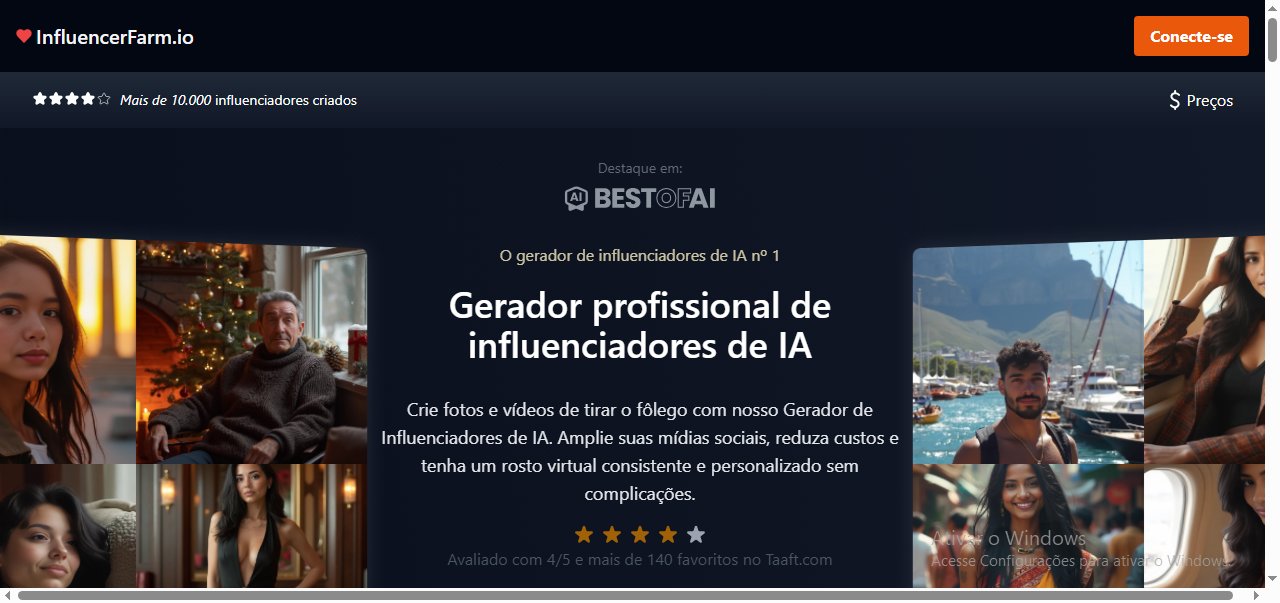 InfluencerFarm.io
Conecte-se
Mais de 10.000 influenciadores criados
$ Preços
Destaque em:
AI BESTOFAI
O gerador de influenciadores de IA nº 1
Gerador profissional de
influenciadores de IA
Crie fotos e vídeos de tirar o fôlego com nosso Gerador de
Influenciadores de IA. Amplie suas mídias sociais, reduza custos e
tenha um rosto virtual consistente e personalizado sem
complicações.
Avaliado com 4/5 e mais de 140 favoritos no Taaft.com
Ativar o Windows
Acesse Configurações para ativar o Windows.